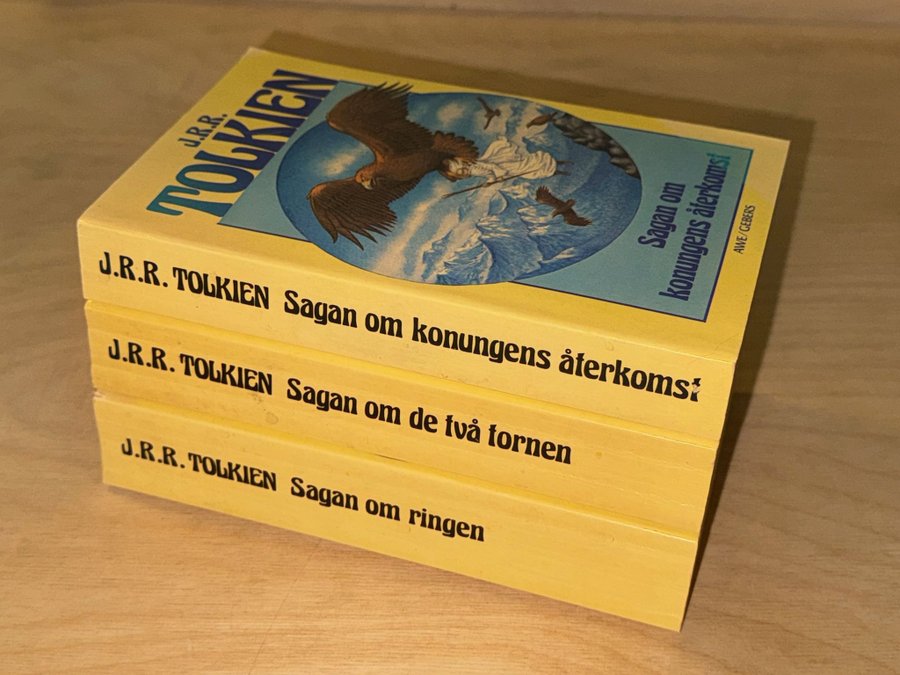 J.R.R.
TOLKIEN
Sagan om
konungens återkomst
AWE/GEBERS
J.R.R. TOLKIEN Sagan om konungens återkomst
J.R.R. TOLKIEN Sagan om de två tornen
J.R.R. TOLKIEN Sagan om ringen